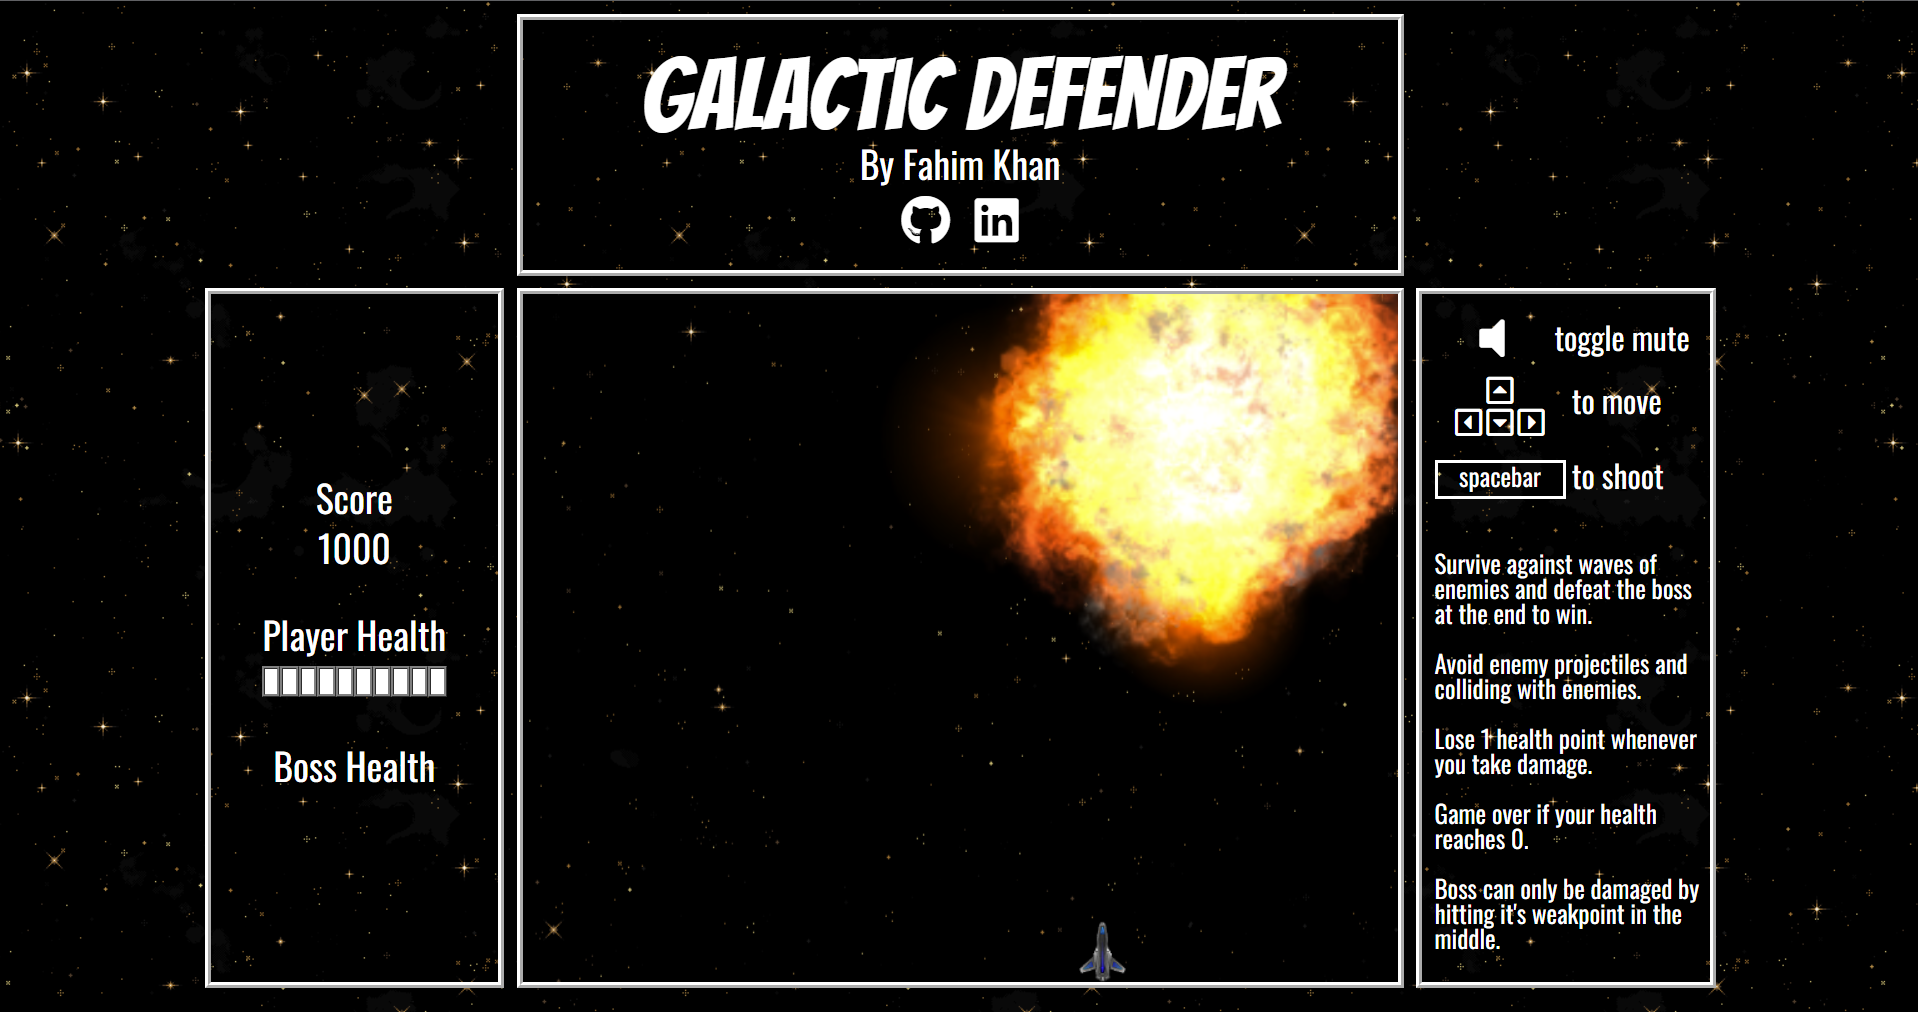 GALACTIC DEFENDER
By Fahim Khan
in
Score
1000
Player Health
Boss Health
toggle mute
to move
spacebar to shoot
Survive against waves of
enemies and defeat the boss
at the end to win.
Avoid enemy projectiles and
colliding with enemies.
Lose 1 health point whenever
you take damage.
Game over if your health
reaches 0.
Boss can only be damaged by
hitting it's weakpoint in the
middle.